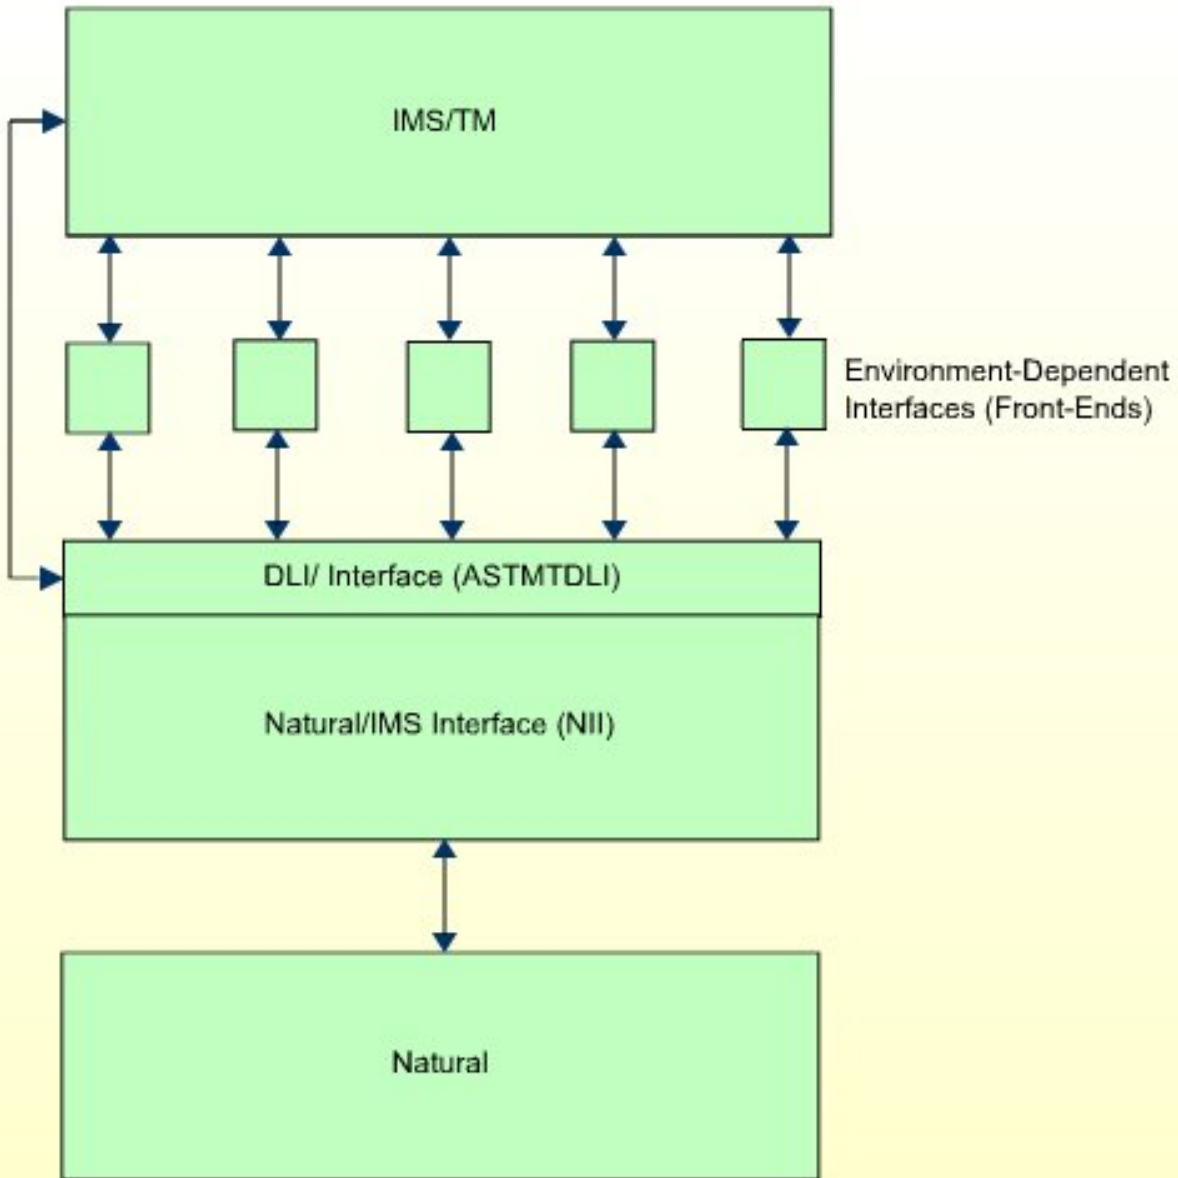 IMS/TM
Environment-Dependent
Interfaces (Front-Ends)
DLI/ Interface (ASTMTDLI)
Natural/IMS Interface (NII)
Natural